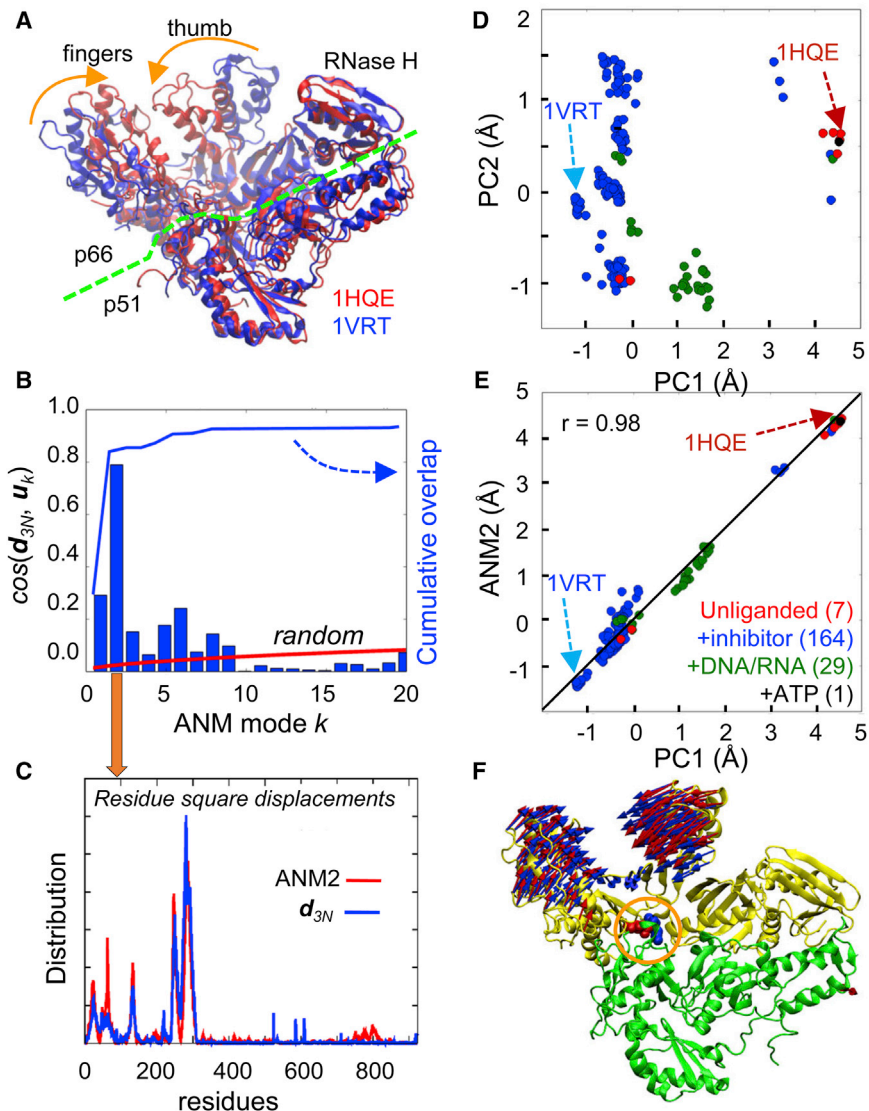 A
fingers
thumb
RNase H
p66
p51
1HQE
1VRT
B
cos(d3N, uk)
1.0
0.9
0.6
0.4
0.2
0.0
random
Cumulative overlap
0
5
10
15
20
ANM mode k
C
Residue square displacements
Distribution
ANM2
d3N
0
200
400
600
800
residues
D
PC2 (Å)
2
1
0
-1
1VRT
1HQE
-1
0
1
2
3
4
5
PC1 (Å)
E
ANM2 (Å)
5
4
3
2
1
0
-1
r = 0.98
1HQE
1VRT
Unliganded (7)
+inhibitor (164)
+DNA/RNA (29)
+ATP (1)
-1
0
1
2
3
4
5
PC1 (Å)
F